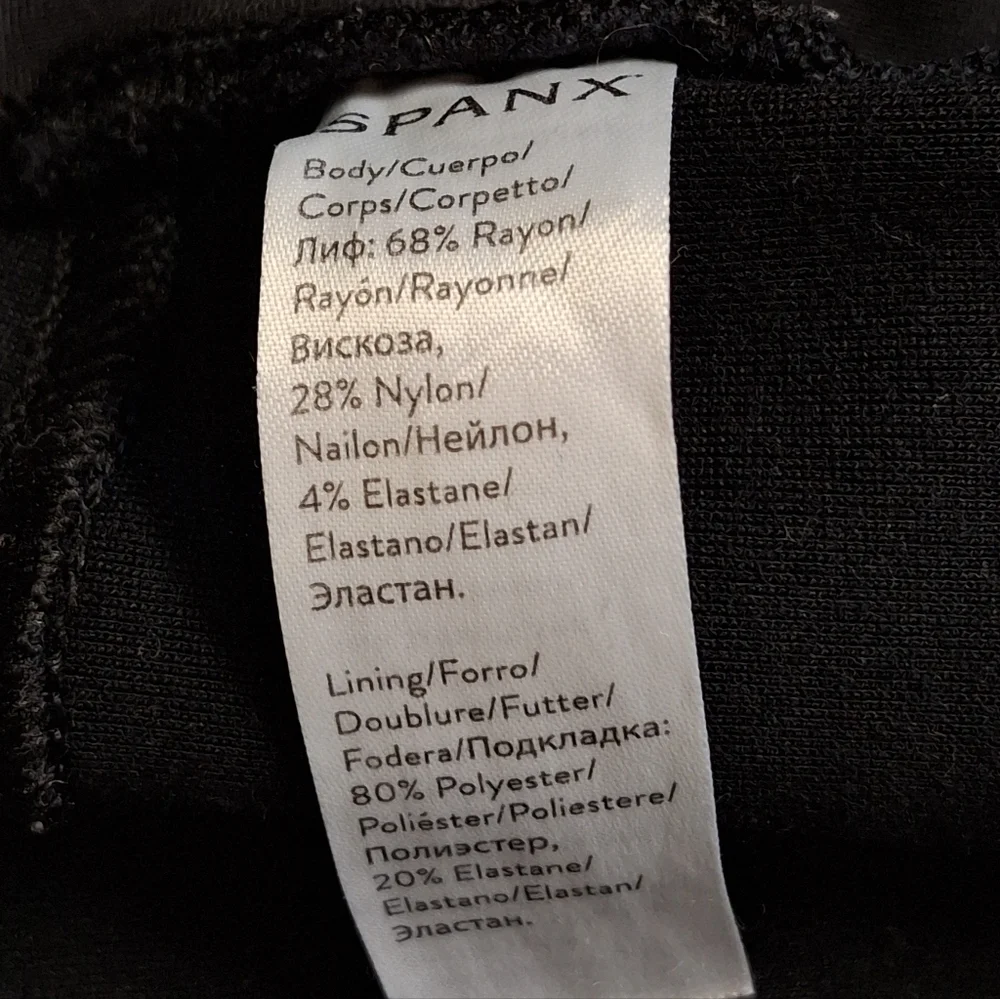 SPANX
Body/Cuerpo/
Corps/Corpetto/
Лиф: 68% Rayon/
Rayón/Rayonne/
Вискоза,
28% Nylon/
Nailon/Нейлон,
4% Elastane/
Elastano/Elastan/
Эластан.
Lining/Forro/
Doublure/Futter/
Fodera/Подкладка:
80% Polyester/
Poliéster/Poliestere/
Полиэстер,
20% Elastane/
Elastano/Elastan/
Эластан.